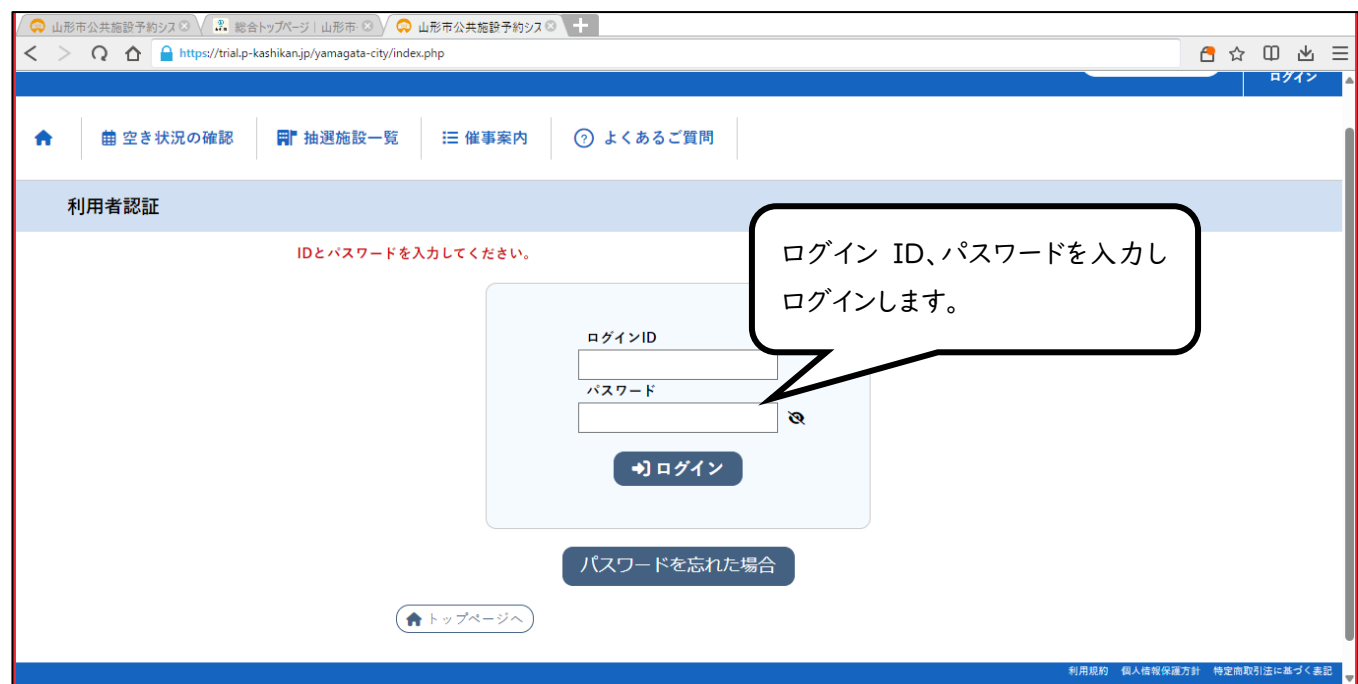 山形市公共施設予約シス
総合トップページ | 山形市
山形市公共施設予約シス
https://trial.p-kashikan.jp/yamagata-city/index.php
ログイン
空き状況の確認
抽選施設一覧
催事案内
よくあるご質問
利用者認証
IDとパスワードを入力してください。
ログイン ID、パスワードを入力し
ログインします。
ログインID
パスワード
ログイン
パスワードを忘れた場合
トップページへ
利用規約 個人情報保護方針 特定商取引法に基づく表記